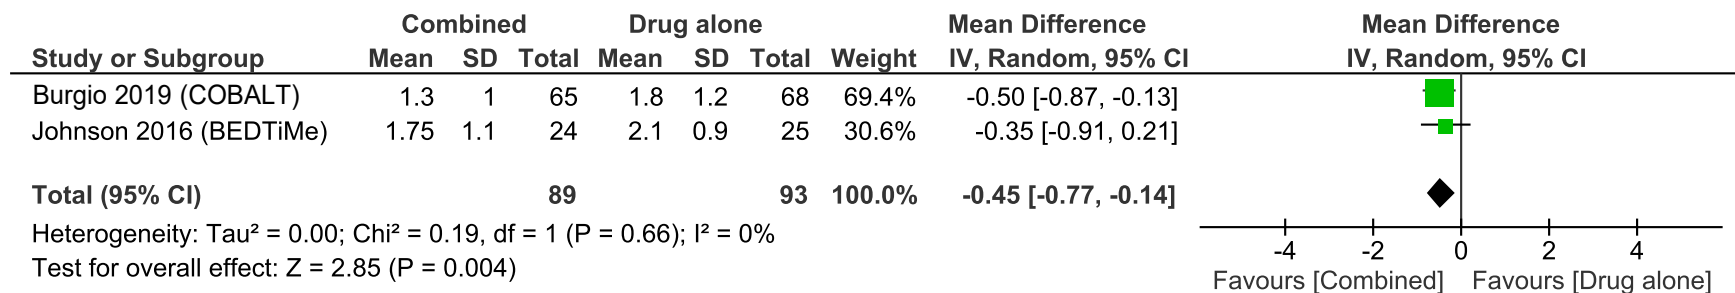 Combined Drug alone Mean Difference Mean Difference
Study or Subgroup Mean SD Total Mean SD Total Weight IV, Random, 95% CI IV, Random, 95% CI
Burgio 2019 (COBALT) 1.3 1 65 1.8 1.2 68 69.4% -0.50 [-0.87, -0.13]
Johnson 2016 (BEDTiMe) 1.75 1.1 24 2.1 0.9 25 30.6% -0.35 [-0.91, 0.21]
Total (95% CI) 89 93 100.0% -0.45 [-0.77, -0.14]
Heterogeneity: Tau² = 0.00; Chi² = 0.19, df = 1 (P = 0.66); I² = 0%
Test for overall effect: Z = 2.85 (P = 0.004)
-4 -2 0 2 4
Favours [Combined] Favours [Drug alone]